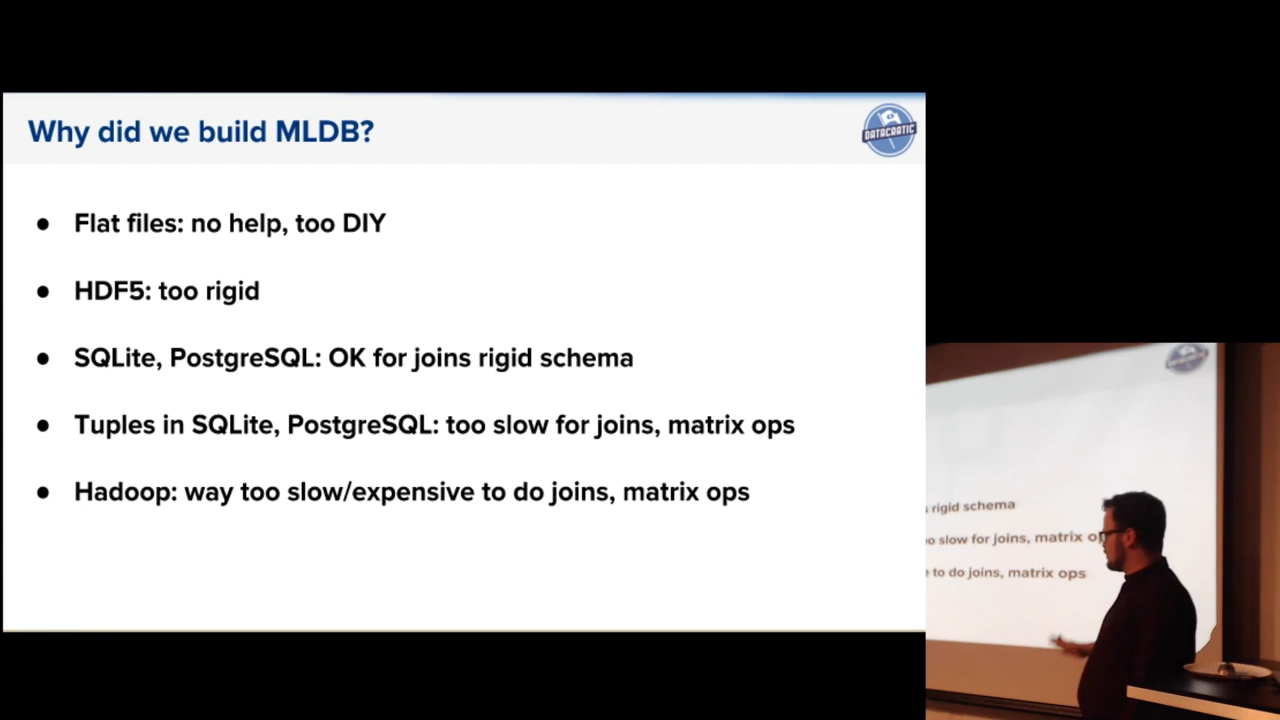 Why did we build MLDB?
DATACRATIC
● Flat files: no help, too DIY
● HDF5: too rigid
● SQLite, PostgreSQL: OK for joins rigid schema
● Tuples in SQLite, PostgreSQL: too slow for joins, matrix ops
● Hadoop: way too slow/expensive to do joins, matrix ops
rigid schema
slow for joins, matrix
to do joins, matrix ops